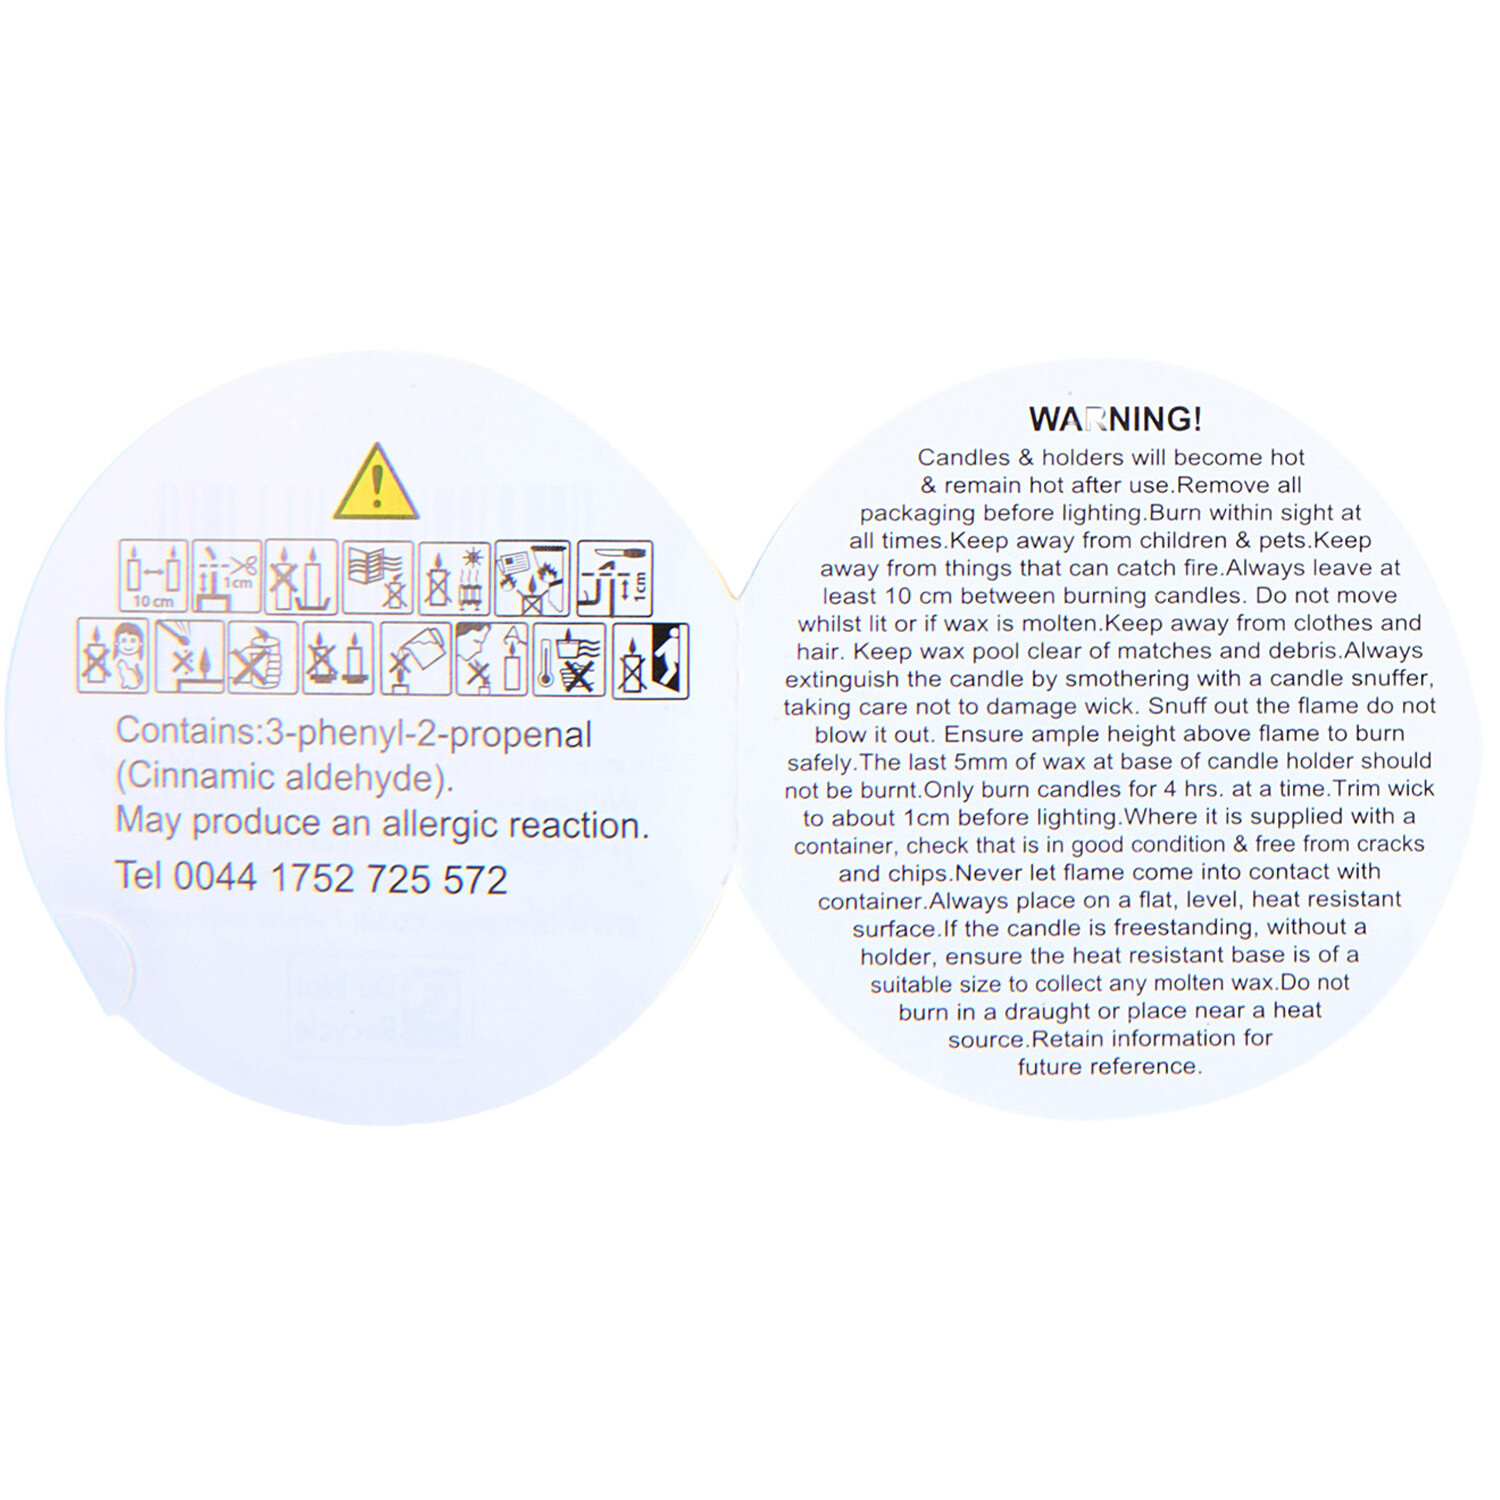 10 cm
1cm
1cm
Contains:3-phenyl-2-propenal
(Cinnamic aldehyde).
May produce an allergic reaction.
Tel 0044 1752 725 572
WARNING!
Candles & holders will become hot
& remain hot after use.Remove all
packaging before lighting.Burn within sight at
all times.Keep away from children & pets.Keep
away from things that can catch fire.Always leave at
least 10 cm between burning candles. Do not move
whilst lit or if wax is molten.Keep away from clothes and
hair. Keep wax pool clear of matches and debris.Always
extinguish the candle by smothering with a candle snuffer,
taking care not to damage wick. Snuff out the flame do not
blow it out. Ensure ample height above flame to burn
safely.The last 5mm of wax at base of candle holder should
not be burnt.Only burn candles for 4 hrs. at a time.Trim wick
to about 1cm before lighting.Where it is supplied with a
container, check that is in good condition & free from cracks
and chips.Never let flame come into contact with
container.Always place on a flat, level, heat resistant
surface.If the candle is freestanding, without a
holder, ensure the heat resistant base is of a
suitable size to collect any molten wax.Do not
burn in a draught or place near a heat
source.Retain information for
future reference.